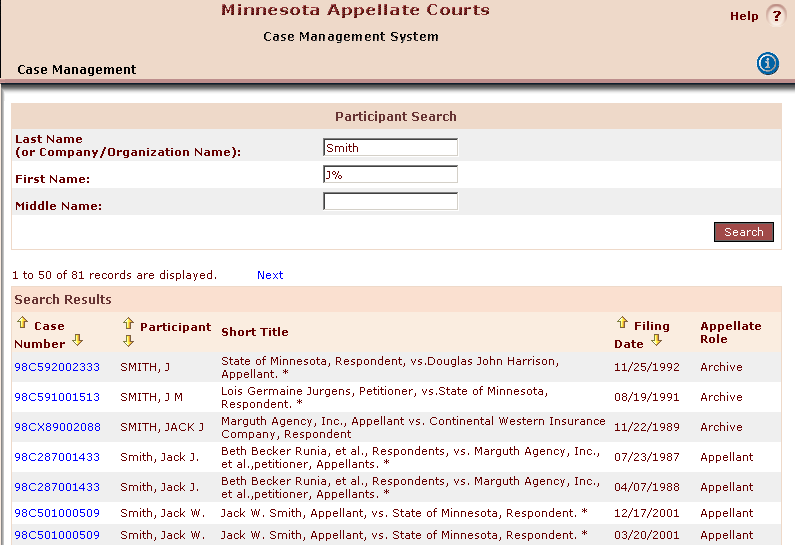 Minnesota Appellate Courts
Help ?
Case Management System
Case Management
i
Participant Search
Last Name
(or Company/Organization Name):
Smith
First Name:
J%
Middle Name:
Search
1 to 50 of 81 records are displayed. Next
Search Results
Case Number Participant Short Title Filing Date Appellate Role
98C592002333 SMITH, J State of Minnesota, Respondent, vs.Douglas John Harrison,
Appellant. * 11/25/1992 Archive
98C591001513 SMITH, J M Lois Germaine Jurgens, Petitioner, vs.State of Minnesota,
Respondent. * 08/19/1991 Archive
98CX89002088 SMITH, JACK J Marguth Agency, Inc., Appellant vs. Continental Western Insurance
Company, Respondent 11/22/1989 Archive
98C287001433 Smith, Jack J. Beth Becker Runia, et al., Respondents, vs. Marguth Agency, Inc.,
et al.,petitioner, Appellants. * 07/23/1987 Appellant
98C287001433 Smith, Jack J. Beth Becker Runia, et al., Respondents, vs. Marguth Agency, Inc.,
et al.,petitioner, Appellants. * 04/07/1988 Appellant
98C501000509 Smith, Jack W. Jack W. Smith, Appellant, vs. State of Minnesota, Respondent. * 12/17/2001 Appellant
98C501000509 Smith, Jack W. Jack W. Smith, Appellant, vs. State of Minnesota, Respondent. * 03/20/2001 Appellant